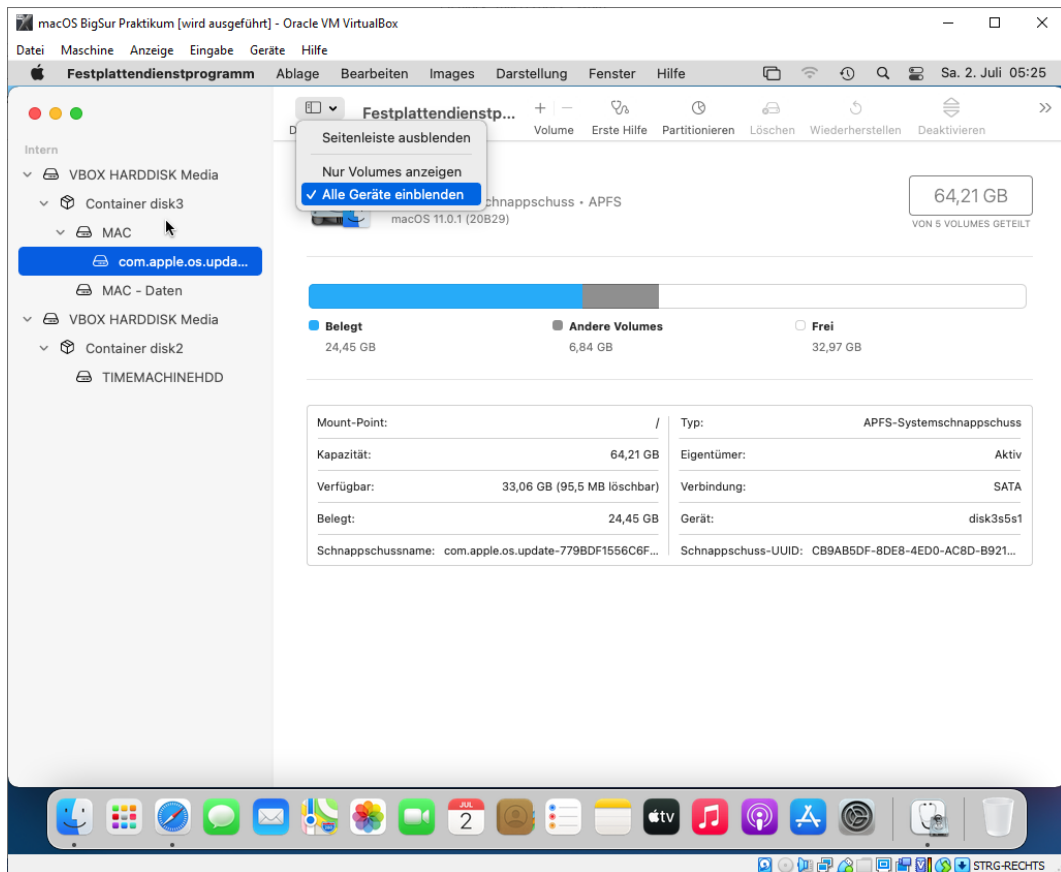 macOS BigSur Praktikum [wird ausgeführt] - Oracle VM VirtualBox
Datei Maschine Anzeige Eingabe Geräte Hilfe
Festplattendienstprogramm Ablage Bearbeiten Images Darstellung Fenster Hilfe Sa. 2. Juli 05:25
Festplattendienstp...
D Volume Erste Hilfe Partitionieren Löschen Wiederherstellen Deaktivieren
Seitenleiste ausblenden
Nur Volumes anzeigen
✓ Alle Geräte einblenden
Intern
VBOX HARDDISK Media
Container disk3
MAC
com.apple.os.upda...
MAC - Daten
VBOX HARDDISK Media
Container disk2
TIMEMACHINEHDD
chnappschuss • APFS
macOS 11.0.1 (20B29)
64,21 GB
VON 5 VOLUMES GETEILT
Belegt Andere Volumes Frei
24,45 GB 6,84 GB 32,97 GB
Mount-Point: / Typ: APFS-Systemschnappschuss
Kapazität: 64,21 GB Eigentümer: Aktiv
Verfügbar: 33,06 GB (95,5 MB löschbar) Verbindung: SATA
Belegt: 24,45 GB Gerät: disk3s5s1
Schnappschussname: com.apple.os.update-779BDF1556C6F... Schnappschuss-UUID: CB9AB5DF-8DE8-4ED0-AC8D-B921...
JUL
2
tv
STRG-RECHTS